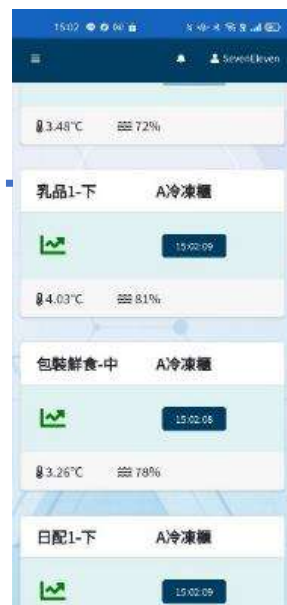 15:02
SevenEleven
3.48°C 72%
乳品1-下 A冷凍櫃
15:02:09
4.03°C 81%
包裝鮮食-中 A冷凍櫃
15:02:08
3.26°C 78%
日配1-下 A冷凍櫃
15:02:09